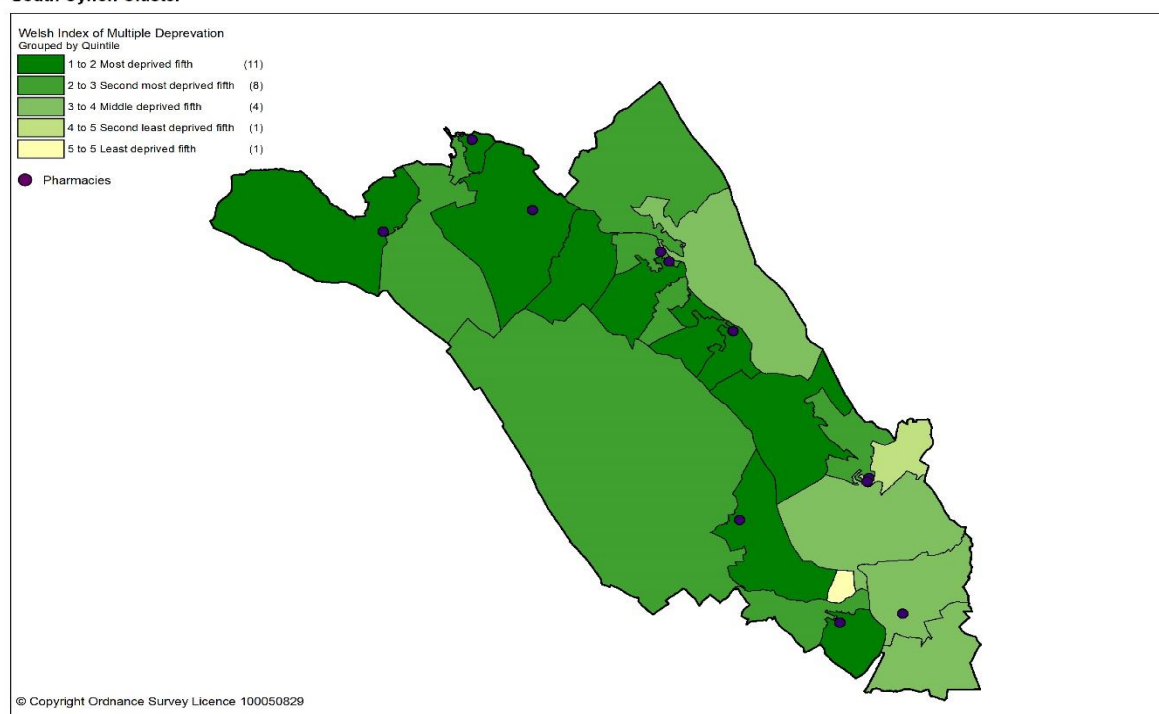 Welsh Index of Multiple Deprevation
Grouped by Quintile
1 to 2 Most deprived fifth (11)
2 to 3 Second most deprived fifth (8)
3 to 4 Middle deprived fifth (4)
4 to 5 Second least deprived fifth (1)
5 to 5 Least deprived fifth (1)
Pharmacies
© Copyright Ordnance Survey Licence 100050829